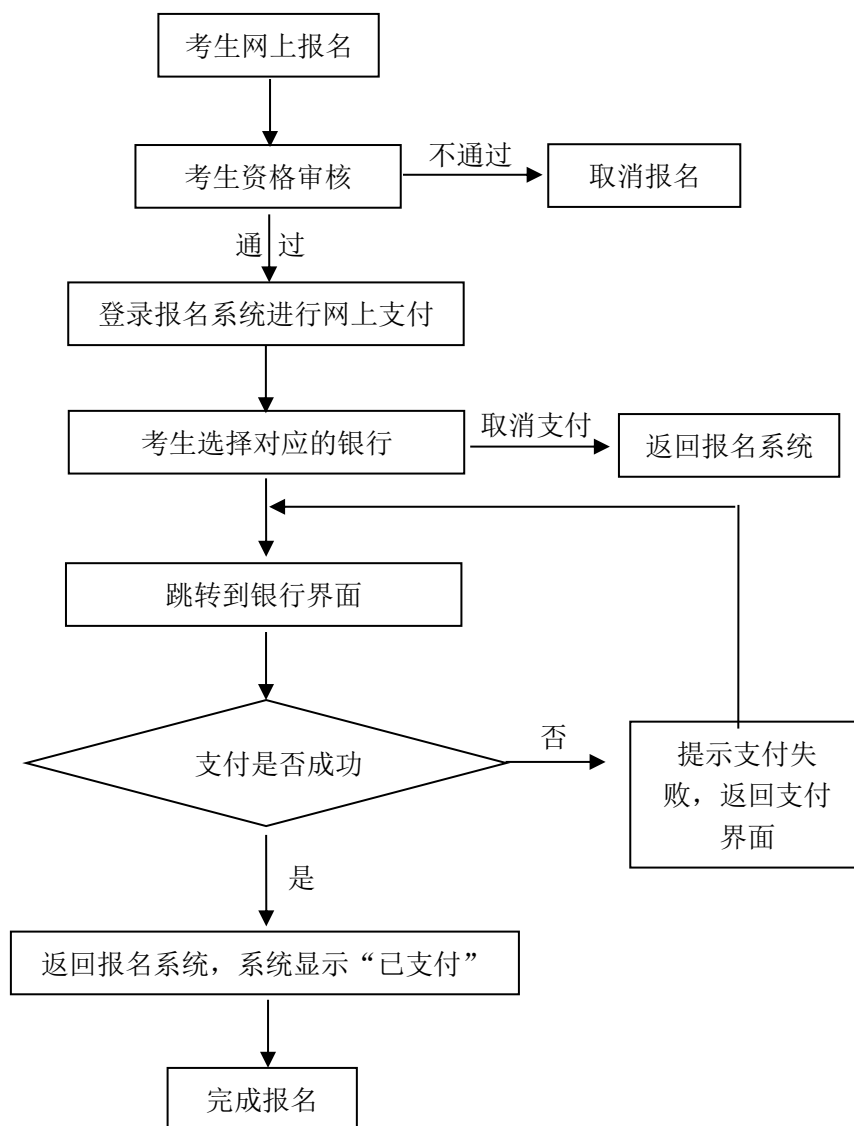 考生网上报名
考生资格审核
不通过
取消报名
通 过
登录报名系统进行网上支付
考生选择对应的银行
取消支付
返回报名系统
跳转到银行界面
支付是否成功
否
提示支付失
败，返回支付
界面
是
返回报名系统，系统显示“已支付”
完成报名